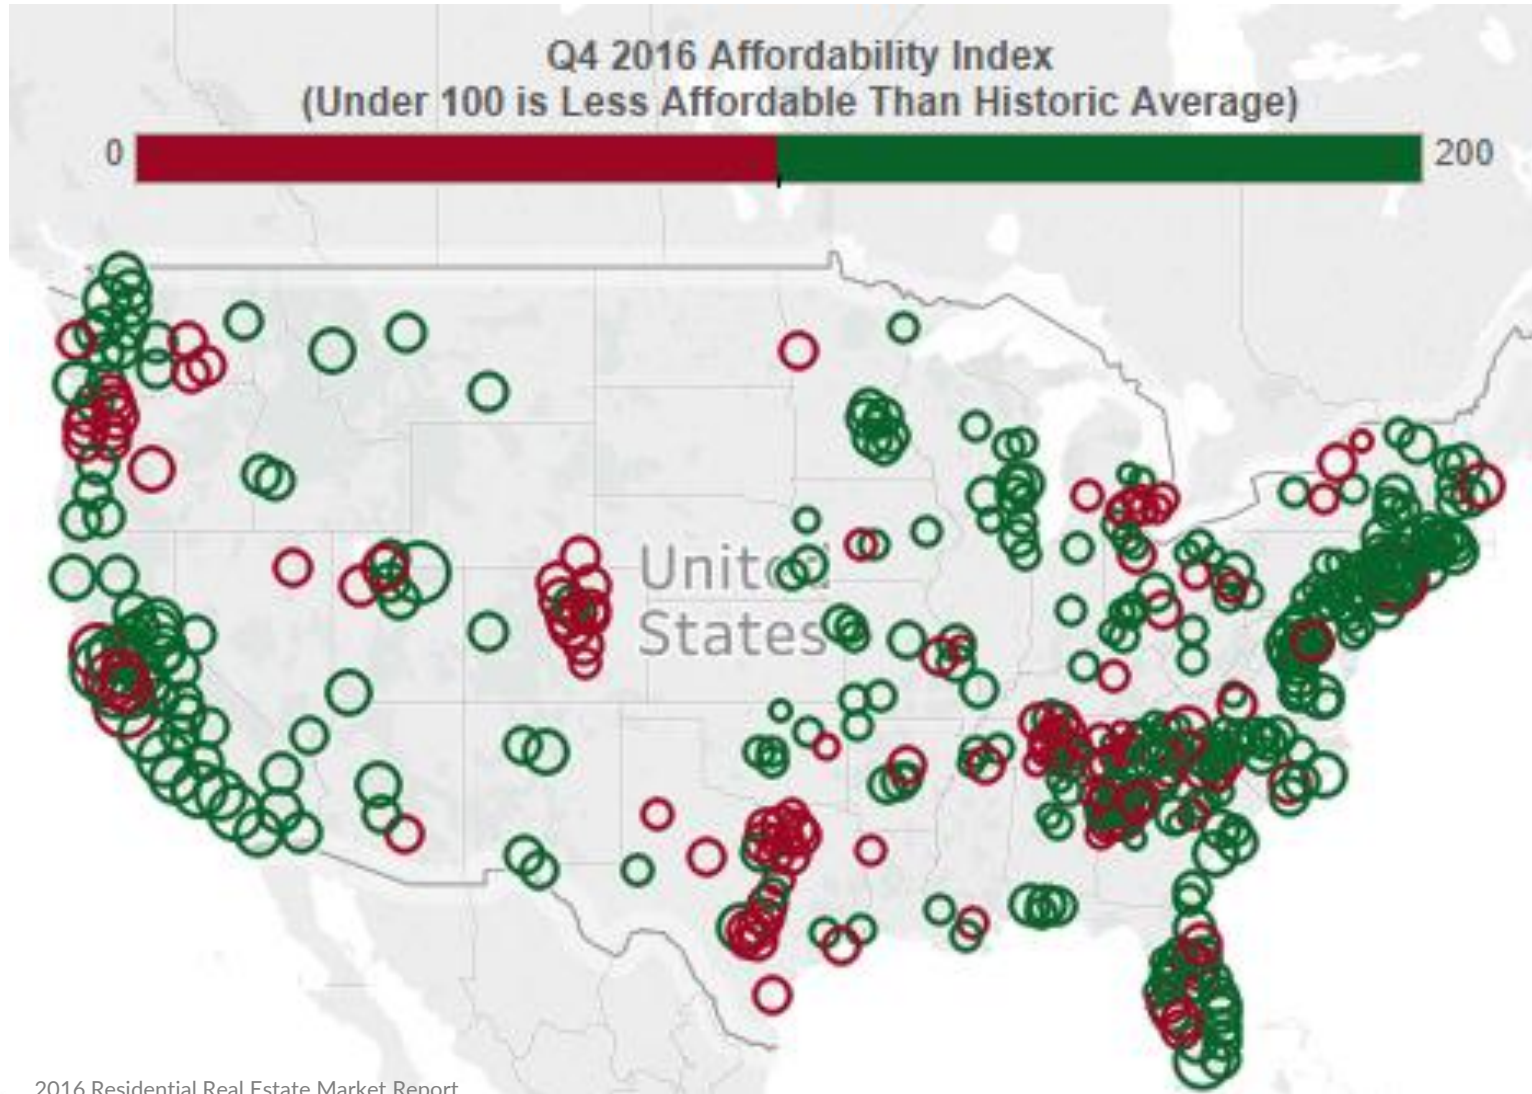 Q4 2016 Affordability Index
(Under 100 is Less Affordable Than Historic Average)
0 200
United
States
2016 Residential Real Estate Market Report